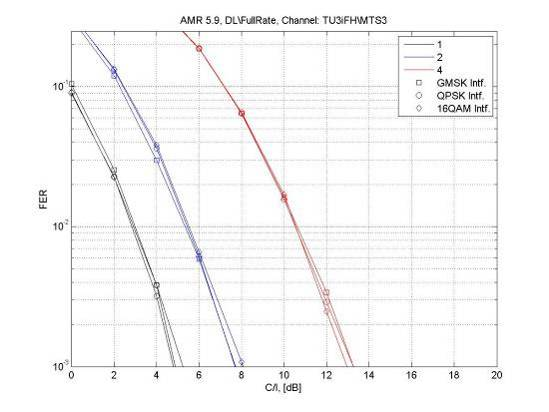 AMR 5.9, DL\FullRate, Channel: TU3iFH\MTS3
1
2
4
GMSK Intf.
QPSK Intf.
16QAM Intf.
FER
10⁻¹
10⁻²
10⁻³
0 2 4 6 8 10 12 14 16 18 20
C/I, [dB]